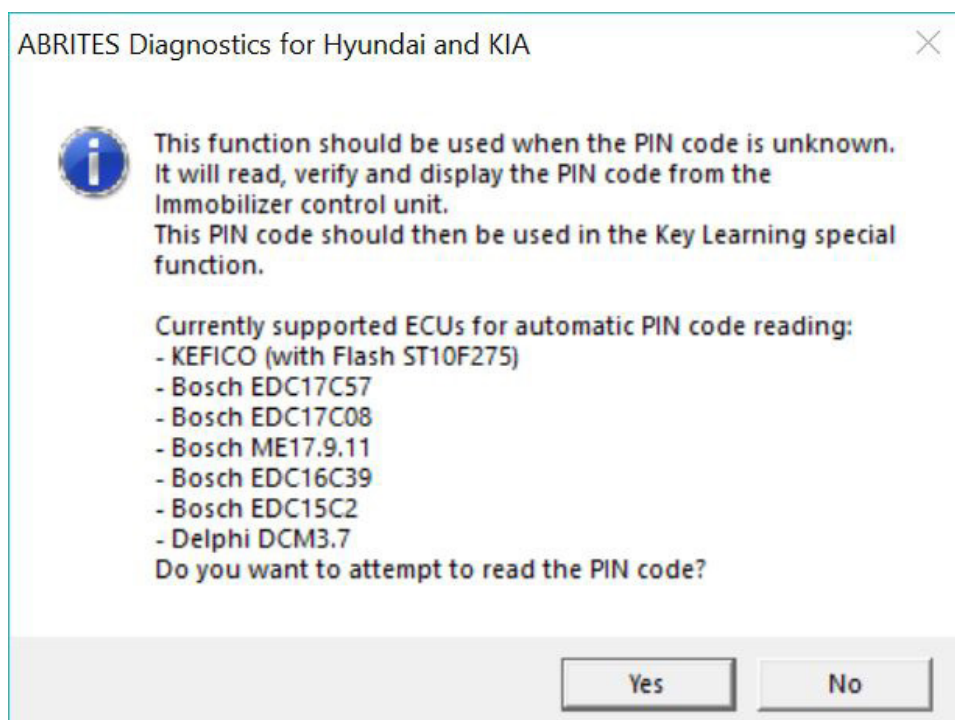 ABRITES Diagnostics for Hyundai and KIA
This function should be used when the PIN code is unknown.
It will read, verify and display the PIN code from the
Immobilizer control unit.
This PIN code should then be used in the Key Learning special
function.
Currently supported ECUs for automatic PIN code reading:
- KEFICO (with Flash ST10F275)
- Bosch EDC17C57
- Bosch EDC17C08
- Bosch ME17.9.11
- Bosch EDC16C39
- Bosch EDC15C2
- Delphi DCM3.7
Do you want to attempt to read the PIN code?
Yes
No